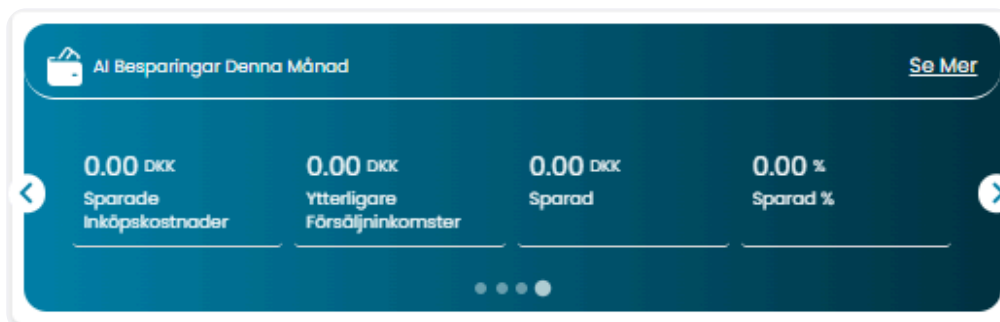 AI Besparingar Denna Månad
Se Mer
0.00 DKK
Sparade
Inköpskostnader
0.00 DKK
Ytterligare
Försäljninkomster
0.00 DKK
Sparad
0.00 %
Sparad %